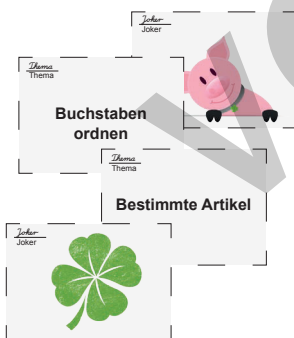 Joker
Joker
Thema
Thema
Buchstaben
ordnen
Thema
Thema
Bestimmte Artikel
Joker
Joker